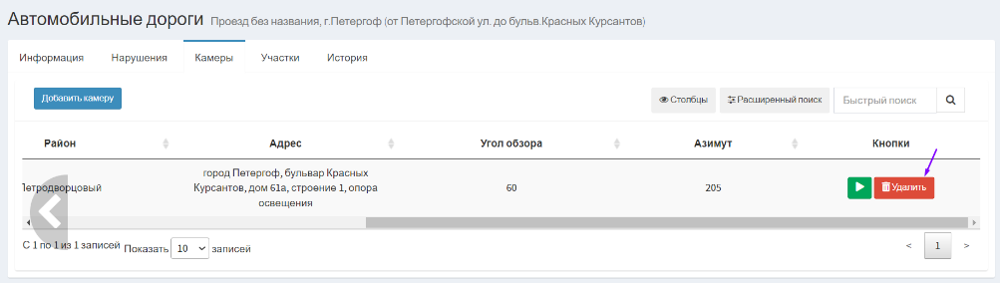 Автомобильные дороги Проезд без названия, г.Петергоф (от Петергофской ул. до бульв.Красных Курсантов)
Информация Нарушения Камеры Участки История
Добавить камеру Столбцы Расширенный поиск Быстрый поиск
Район Адрес Угол обзора Азимут Кнопки
город Петергоф, бульвар Красных
Петродворцовый Курсантов, дом 61а, строение 1, опора 60 205 Удалить
освещения
С 1 по 1 из 1 записей Показать 10 записей < 1 >